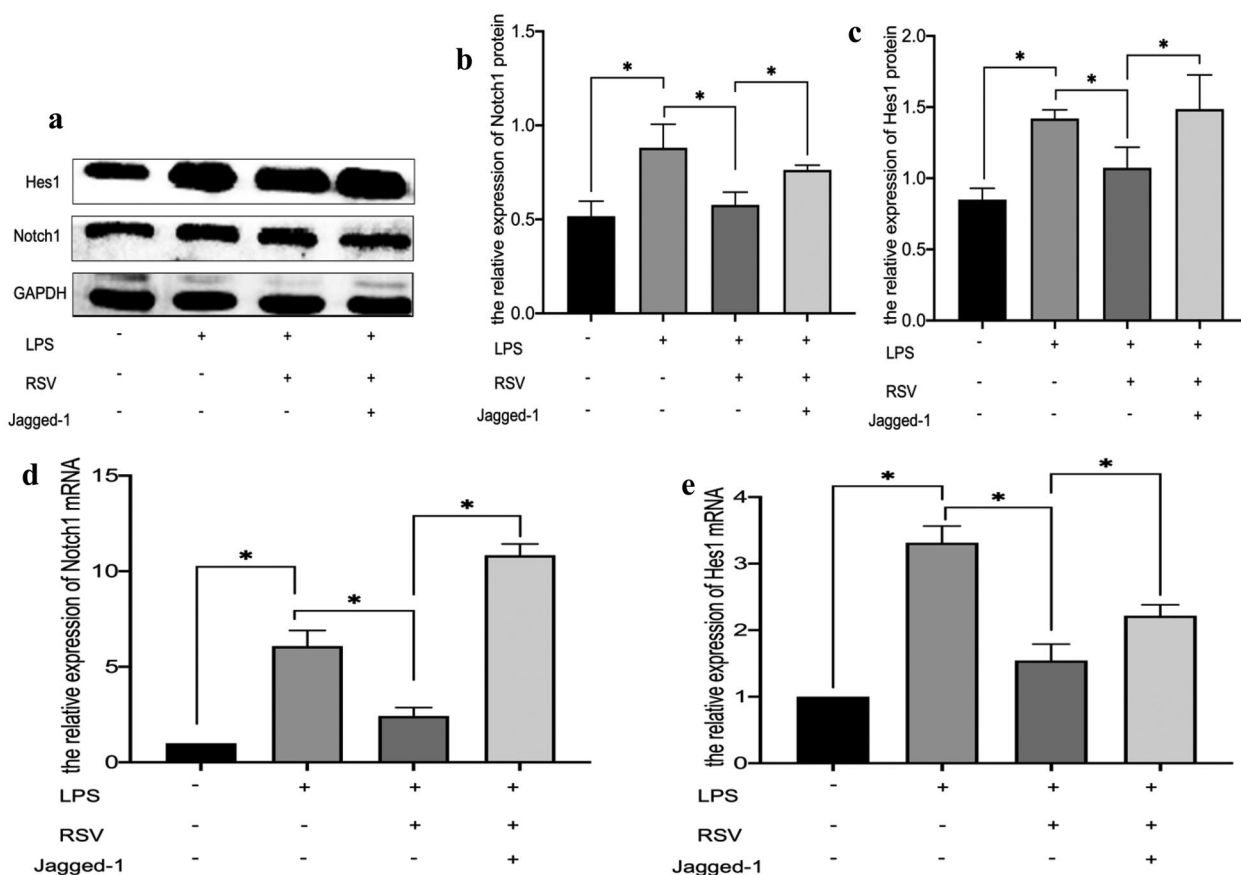 a
Hes1
Notch1
GAPDH
LPS - + + +
RSV - - + +
Jagged-1 - - - +
b
the relative expression of Notch1 protein
1.5
1.0
0.5
0.0
* * *
LPS - + + +
RSV - - + +
Jagged-1 - - - +
c
the relative expression of Hes1 protein
2.0
1.5
1.0
0.5
0.0
* * *
LPS - + + +
RSV - - + +
Jagged-1 - - - +
d
the relative expression of Notch1 mRNA
15
10
5
0
* * *
LPS - + + +
RSV - - + +
Jagged-1 - - - +
e
the relative expression of Hes1 mRNA
4
3
2
1
0
* * *
LPS - + + +
RSV - - + +
Jagged-1 - - - +